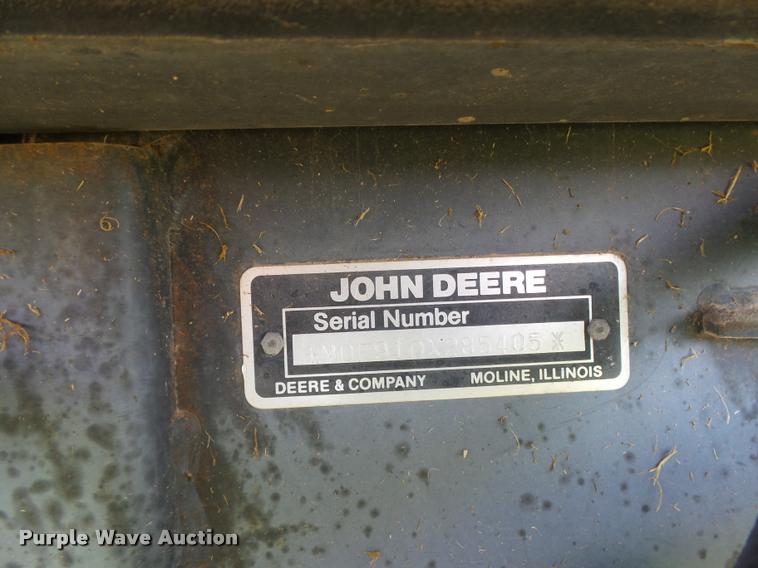 JOHN DEERE
Serial Number
DEERE & COMPANY MOLINE, ILLINOIS
Purple Wave Auction